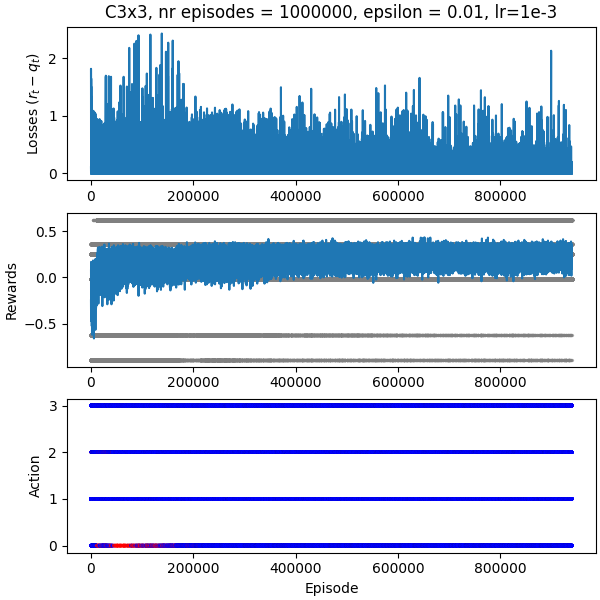 C3x3, nr episodes = 1000000, epsilon = 0.01, lr=1e-3
Losses (r_t − q_t)
2
1
0
0 200000 400000 600000 800000
Rewards
0.5
0.0
−0.5
0 200000 400000 600000 800000
Action
3
2
1
0
0 200000 400000 600000 800000
Episode